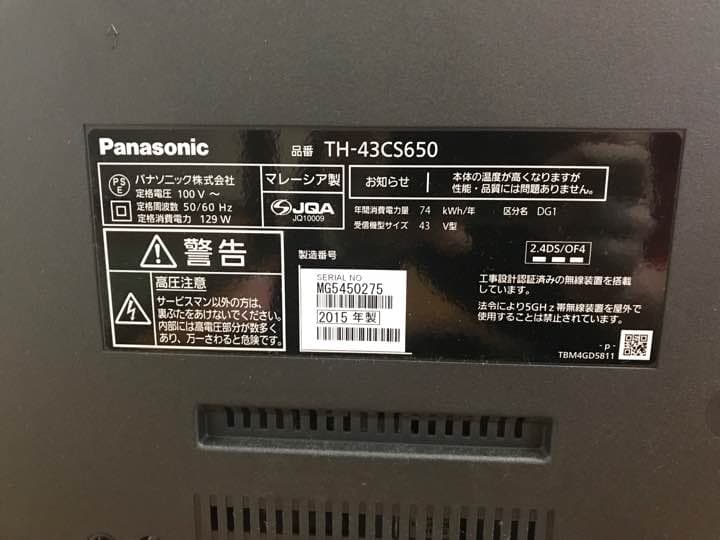 Panasonic 品番 TH-43CS650
PSE パナソニック株式会社
定格電圧 100 V ～
定格周波数 50/60 Hz
定格消費電力 129 W
マレーシア製
JQA
JQ10009
お知らせ
本体の温度が高くなりますが
性能・品質には問題ありません。
年間消費電力量 74 kWh/年 区分名 DG1
受信機型サイズ 43 V型
警告
高圧注意
サービスマン以外の方は、
裏ぶたをあけないでください。
内部には高電圧部分が数多く
あり、万一さわると危険です。
製造番号
SERIAL NO
MG5450275
2015 年製
2.4DS/OF4
工事設計認証済みの無線装置を搭載
しています。
法令により5GHz帯無線装置を屋外で
使用することは禁止されています。
- p -
TBM4GD5811